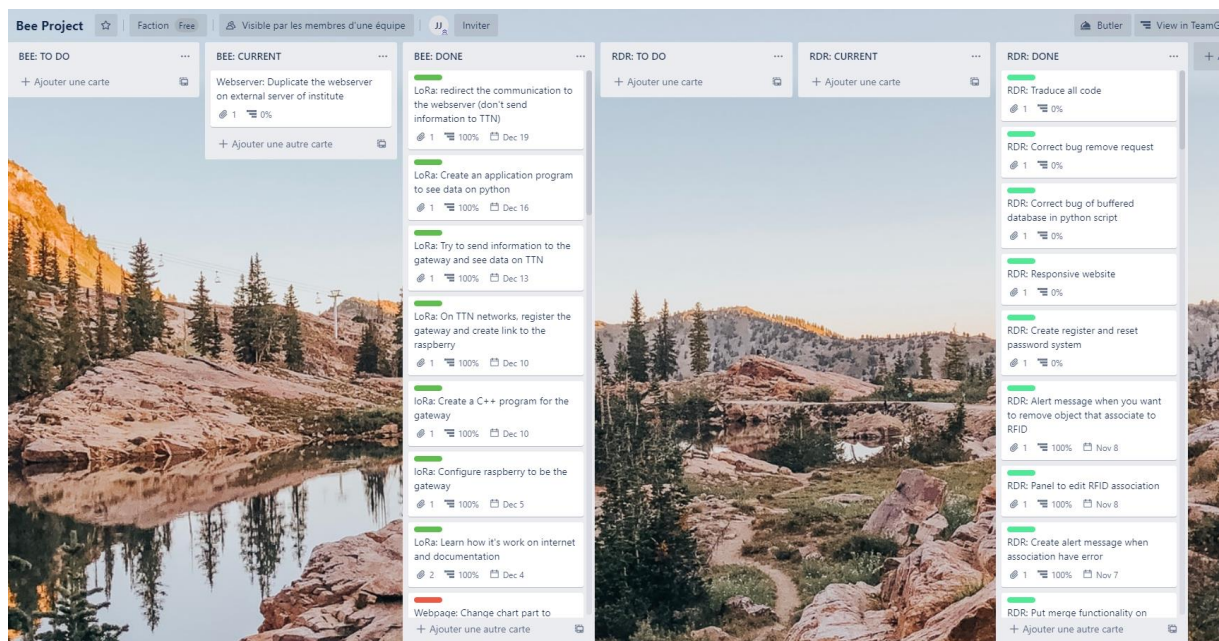 Bee Project
Faction Free
Visible par les membres d'une équipe
JJ
Inviter
Butler
View in TeamG
BEE: TO DO
+ Ajouter une carte
BEE: CURRENT
Webserver: Duplicate the webserver
on external server of institute
1 0%
+ Ajouter une autre carte
BEE: DONE
LoRa: redirect the communication to
the webserver (don't send
information to TTN)
1 100% Dec 19
LoRa: Create an application program
to see data on python
1 100% Dec 16
LoRa: Try to send information to the
gateway and see data on TTN
1 100% Dec 13
LoRa: On TTN networks, register the
gateway and create link to the
raspberry
1 100% Dec 10
loRa: Create a C++ program for the
gateway
1 100% Dec 10
loRa: Configure raspberry to be the
gateway
1 100% Dec 5
LoRa: Learn how it's work on internet
and documentation
2 100% Dec 4
Webpage: Change chart part to
+ Ajouter une autre carte
RDR: TO DO
+ Ajouter une carte
RDR: CURRENT
+ Ajouter une carte
RDR: DONE
RDR: Traduce all code
1 0%
RDR: Correct bug remove request
1 0%
RDR: Correct bug of buffered
database in python script
1 0%
RDR: Responsive website
1 0%
RDR: Create register and reset
password system
1 0%
RDR: Alert message when you want
to remove object that associate to
RFID
1 100% Nov 8
RDR: Panel to edit RFID association
1 100% Nov 8
RDR: Create alert message when
association have error
1 100% Nov 7
RDR: Put merge functionality on
+ Ajouter une autre carte
+